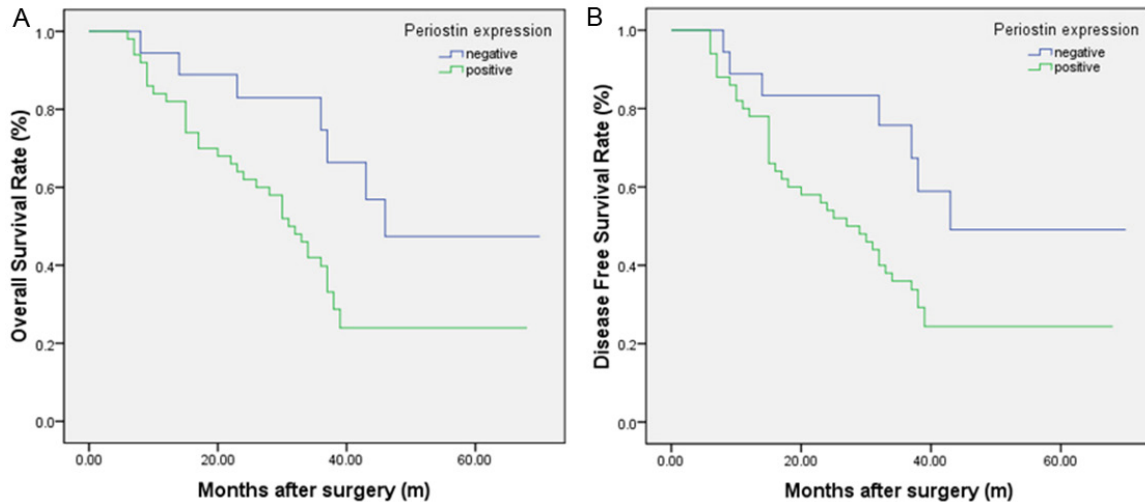 A
Periostin expression
negative
positive
1.0
0.8
0.6
0.4
0.2
0.0
Overall Survival Rate (%)
0.00 20.00 40.00 60.00
Months after surgery (m)
B
Periostin expression
negative
positive
1.0
0.8
0.6
0.4
0.2
0.0
Disease Free Survival Rate (%)
0.00 20.00 40.00 60.00
Months after surgery (m)